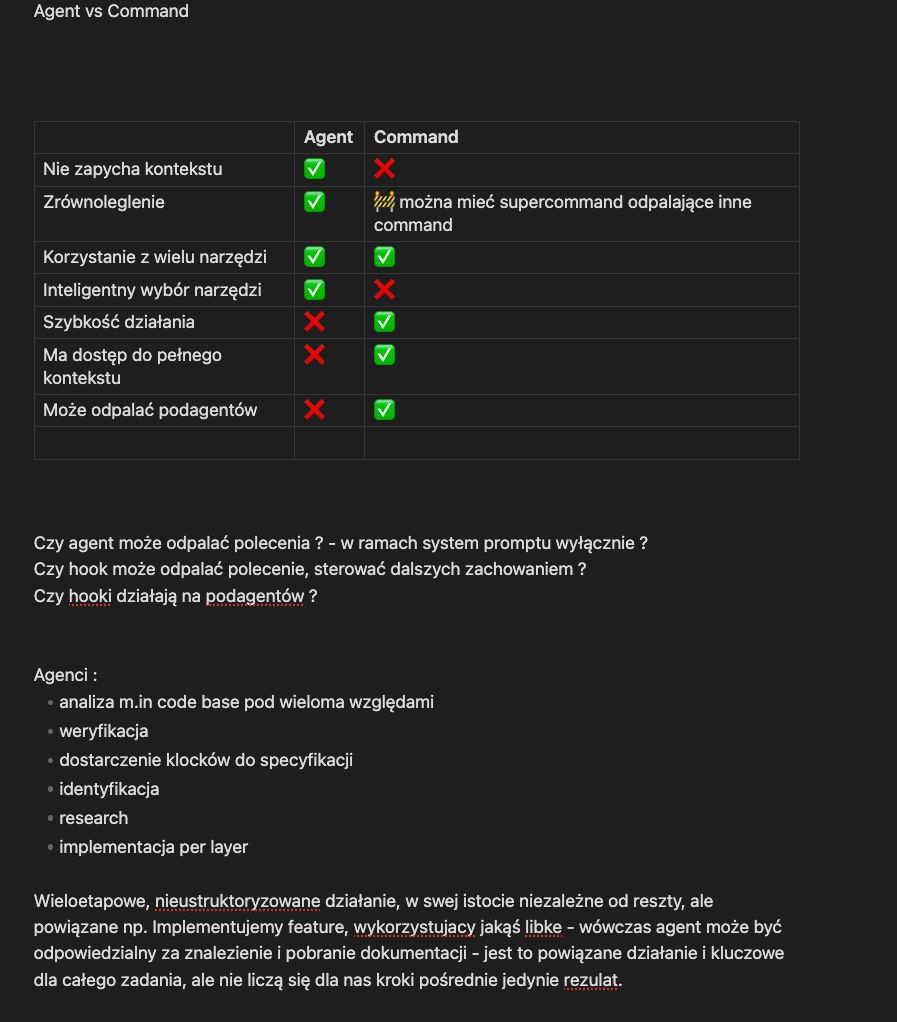 Agent vs Command
Agent Command
Nie zapycha kontekstu ✅ ❌
Zrównoleglenie ✅ 🚧 można mieć supercommand odpalające inne
command
Korzystanie z wielu narzędzi ✅ ✅
Inteligentny wybór narzędzi ✅ ❌
Szybkość działania ❌ ✅
Ma dostęp do pełnego ❌ ✅
kontekstu
Może odpalać podagentów ❌ ✅
Czy agent może odpalać polecenia ? - w ramach system promptu wyłącznie ?
Czy hook może odpalać polecenie, sterować dalszych zachowaniem ?
Czy hooki działają na podagentów ?
Agenci :
• analiza m.in code base pod wieloma względami
• weryfikacja
• dostarczenie klocków do specyfikacji
• identyfikacja
• research
• implementacja per layer
Wieloetapowe, nieustruktoryzowane działanie, w swej istocie niezależne od reszty, ale
powiązane np. Implementujemy feature, wykorzystujacy jakąś libke - wówczas agent może być
odpowiedzialny za znalezienie i pobranie dokumentacji - jest to powiązane działanie i kluczowe
dla całego zadania, ale nie liczą się dla nas kroki pośrednie jedynie rezulat.